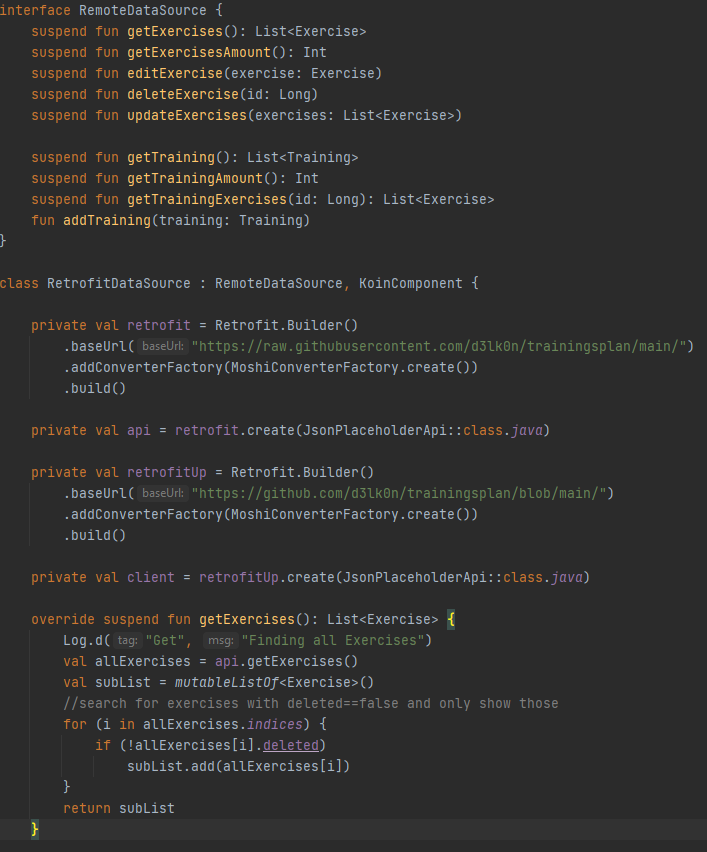 interface RemoteDataSource {
    suspend fun getExercises(): List<Exercise>
    suspend fun getExercisesAmount(): Int
    suspend fun editExercise(exercise: Exercise)
    suspend fun deleteExercise(id: Long)
    suspend fun updateExercises(exercises: List<Exercise>)

    suspend fun getTraining(): List<Training>
    suspend fun getTrainingAmount(): Int
    suspend fun getTrainingExercises(id: Long): List<Exercise>
    fun addTraining(training: Training)
}

class RetrofitDataSource : RemoteDataSource, KoinComponent {

    private val retrofit = Retrofit.Builder()
        .baseUrl( baseUrl: "https://raw.githubusercontent.com/d3lk0n/trainingsplan/main/")
        .addConverterFactory(MoshiConverterFactory.create())
        .build()

    private val api = retrofit.create(JsonPlaceholderApi::class.java)

    private val retrofitUp = Retrofit.Builder()
        .baseUrl( baseUrl: "https://github.com/d3lk0n/trainingsplan/blob/main/")
        .addConverterFactory(MoshiConverterFactory.create())
        .build()

    private val client = retrofitUp.create(JsonPlaceholderApi::class.java)

    override suspend fun getExercises(): List<Exercise> {
        Log.d( tag: "Get", msg: "Finding all Exercises")
        val allExercises = api.getExercises()
        val subList = mutableListOf<Exercise>()
        //search for exercises with deleted==false and only show those
        for (i in allExercises.indices) {
            if (!allExercises[i].deleted)
                subList.add(allExercises[i])
        }
        return subList
    }